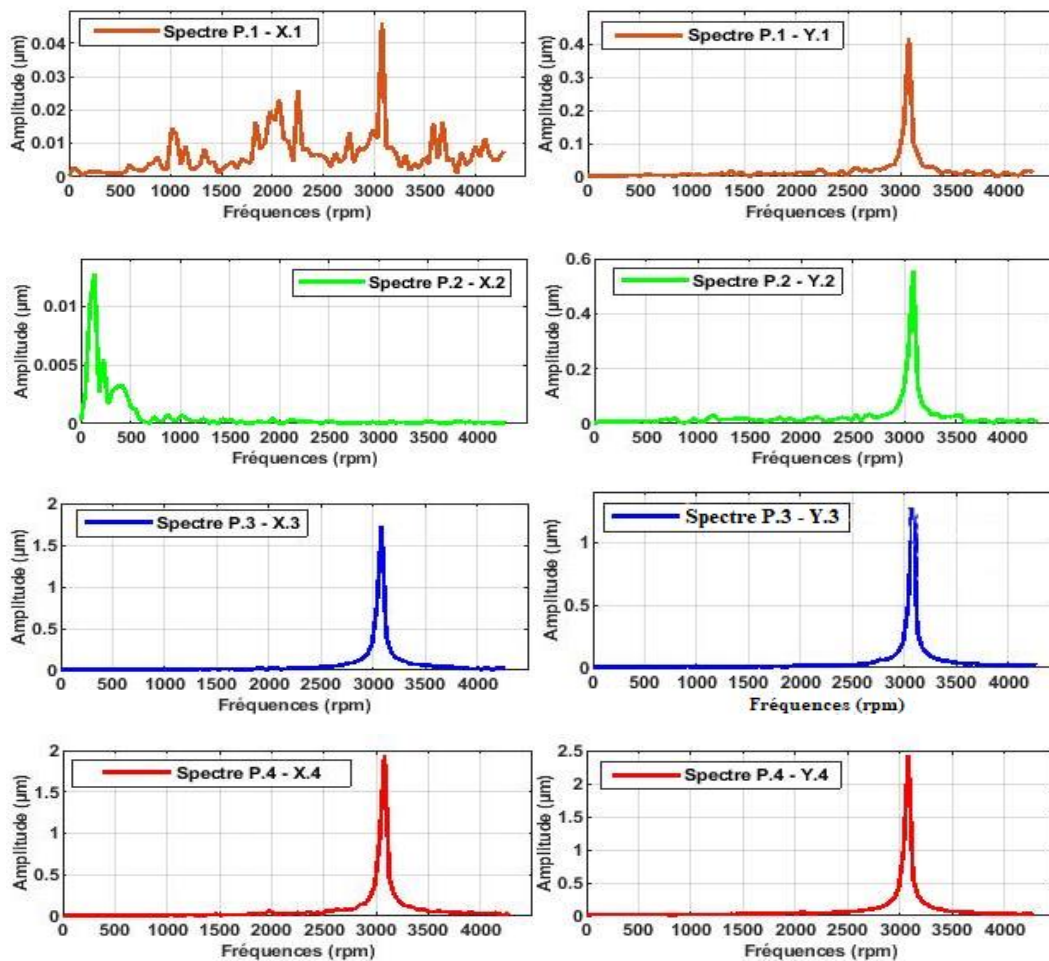 Spectre P.1 - X.1
Amplitude (µm)
0.04
0.03
0.02
0.01
0
0 1000 2000 3000 4000
Fréquences (rpm)
Spectre P.1 - Y.1
Amplitude (µm)
0.4
0.3
0.2
0.1
0
0 1000 2000 3000 4000
Fréquences (rpm)
Spectre P.2 - X.2
Amplitude (µm)
0.01
0.005
0
0 500 1000 1500 2000 2500 3000 3500 4000
Fréquences (rpm)
Spectre P.2 - Y.2
Amplitude (µm)
0.6
0.4
0.2
0
0 500 1000 1500 2000 2500 3000 3500 4000
Fréquences (rpm)
Spectre P.3 - X.3
Amplitude (µm)
2
1.5
1
0.5
0
0 500 1000 1500 2000 2500 3000 3500 4000
Fréquences (rpm)
Spectre P.3 - Y.3
Amplitude (µm)
1
0.5
0
0 500 1000 1500 2000 2500 3000 3500 4000
Fréquences (rpm)
Spectre P.4 - X.4
Amplitude (µm)
2
1.5
1
0.5
0
0 500 1000 1500 2000 2500 3000 3500 4000
Fréquences (rpm)
Spectre P.4 - Y.4
Amplitude (µm)
2.5
2
1.5
1
0.5
0
0 500 1000 1500 2000 2500 3000 3500 4000
Fréquences (rpm)